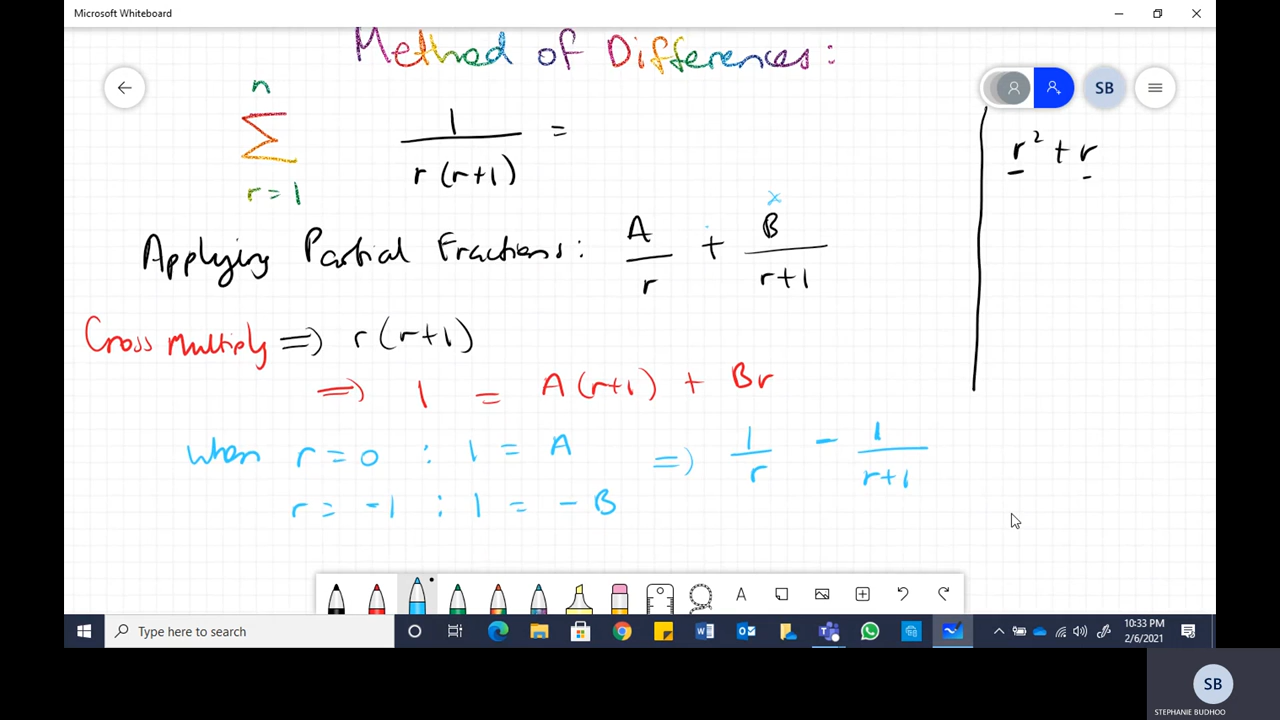 Microsoft Whiteboard
Method of Differences:
n
Σ 1 =
r = 1 r (r+1)
r² + r
x
Applying Partial Fractions: A + B
r r+1
Cross Multiply => r (r+1)
=> 1 = A (r+1) + Br
when r = 0 : 1 = A => 1 - 1
r r+1
r = -1 : 1 = - B
SB
A
Type here to search
10:33 PM
2/6/2021
SB
STEPHANIE BUDHOO